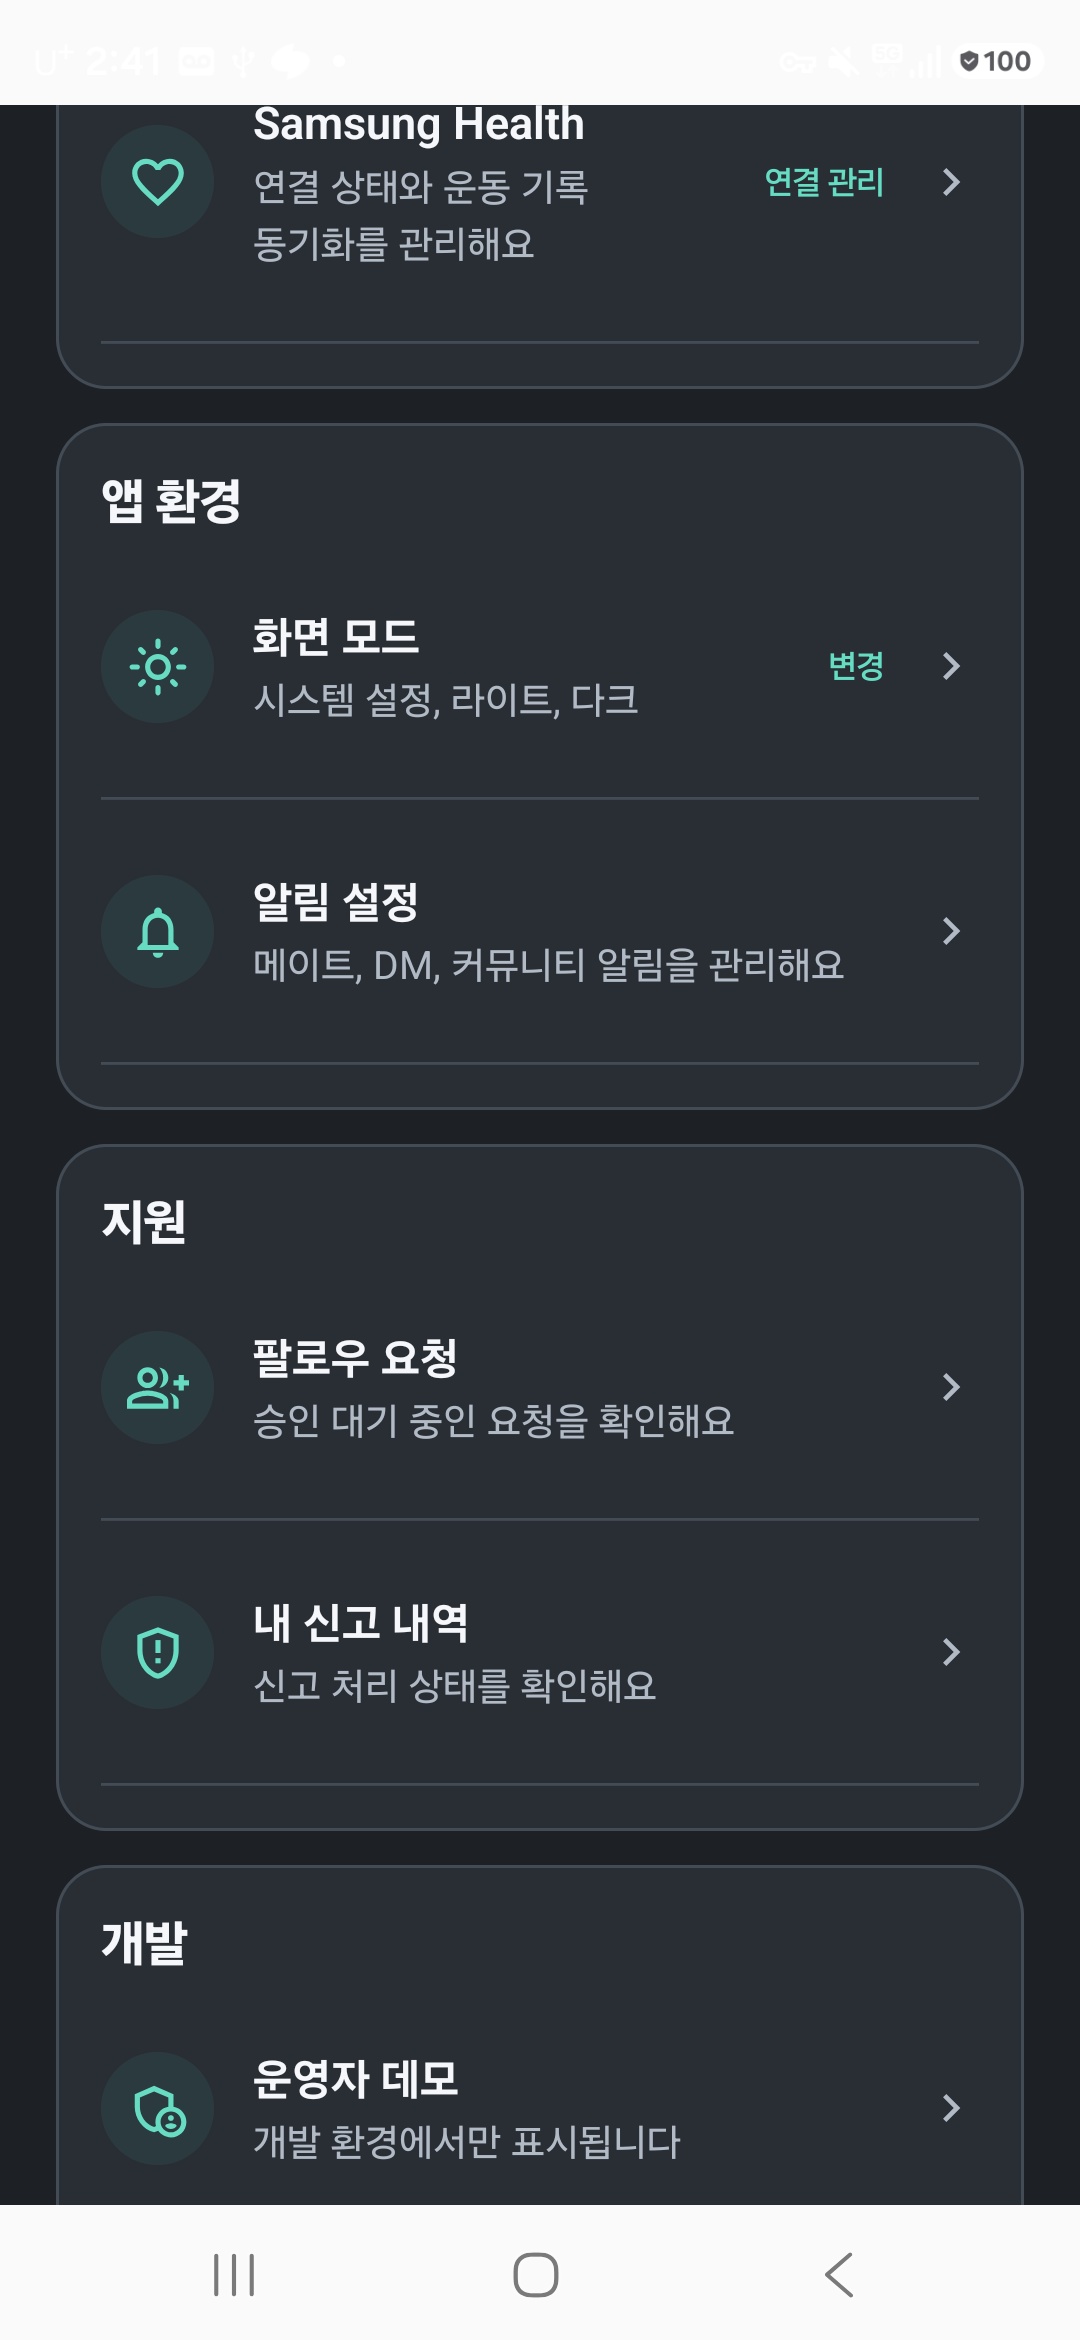 U+ 2:41 100
Samsung Health
연결 상태와 운동 기록
동기화를 관리해요
연결 관리
앱 환경
화면 모드
시스템 설정, 라이트, 다크
변경
알림 설정
메이트, DM, 커뮤니티 알림을 관리해요
지원
팔로우 요청
승인 대기 중인 요청을 확인해요
내 신고 내역
신고 처리 상태를 확인해요
개발
운영자 데모
개발 환경에서만 표시됩니다